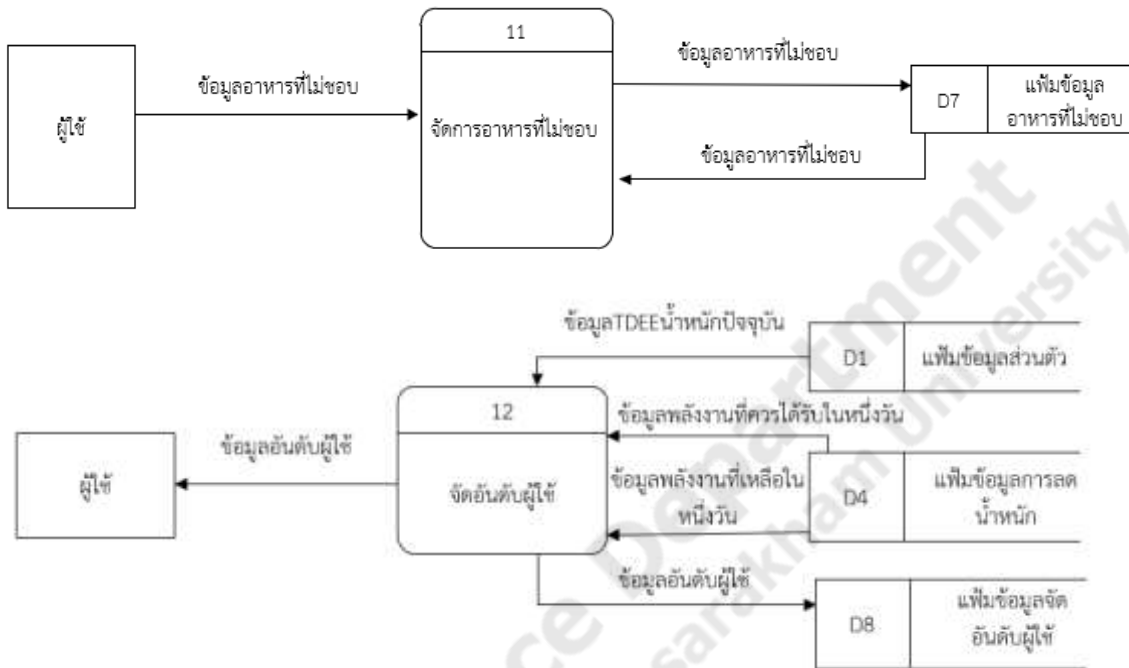 11
ข้อมูลอาหารที่ไม่ชอบ
ข้อมูลอาหารที่ไม่ชอบ
ผู้ใช้
จัดการอาหารที่ไม่ชอบ
D7
แฟ้มข้อมูล
อาหารที่ไม่ชอบ
ข้อมูลอาหารที่ไม่ชอบ
ข้อมูลTDEEน้ำหนักปัจจุบัน
D1
แฟ้มข้อมูลส่วนตัว
12
ข้อมูลพลังงานที่ควรได้รับในหนึ่งวัน
ข้อมูลอันดับผู้ใช้
ผู้ใช้
จัดอันดับผู้ใช้
ข้อมูลพลังงานที่เหลือใน
หนึ่งวัน
D4
แฟ้มข้อมูลการลด
น้ำหนัก
ข้อมูลอันดับผู้ใช้
D8
แฟ้มข้อมูลจัด
อันดับผู้ใช้
ce Department
sarakham University